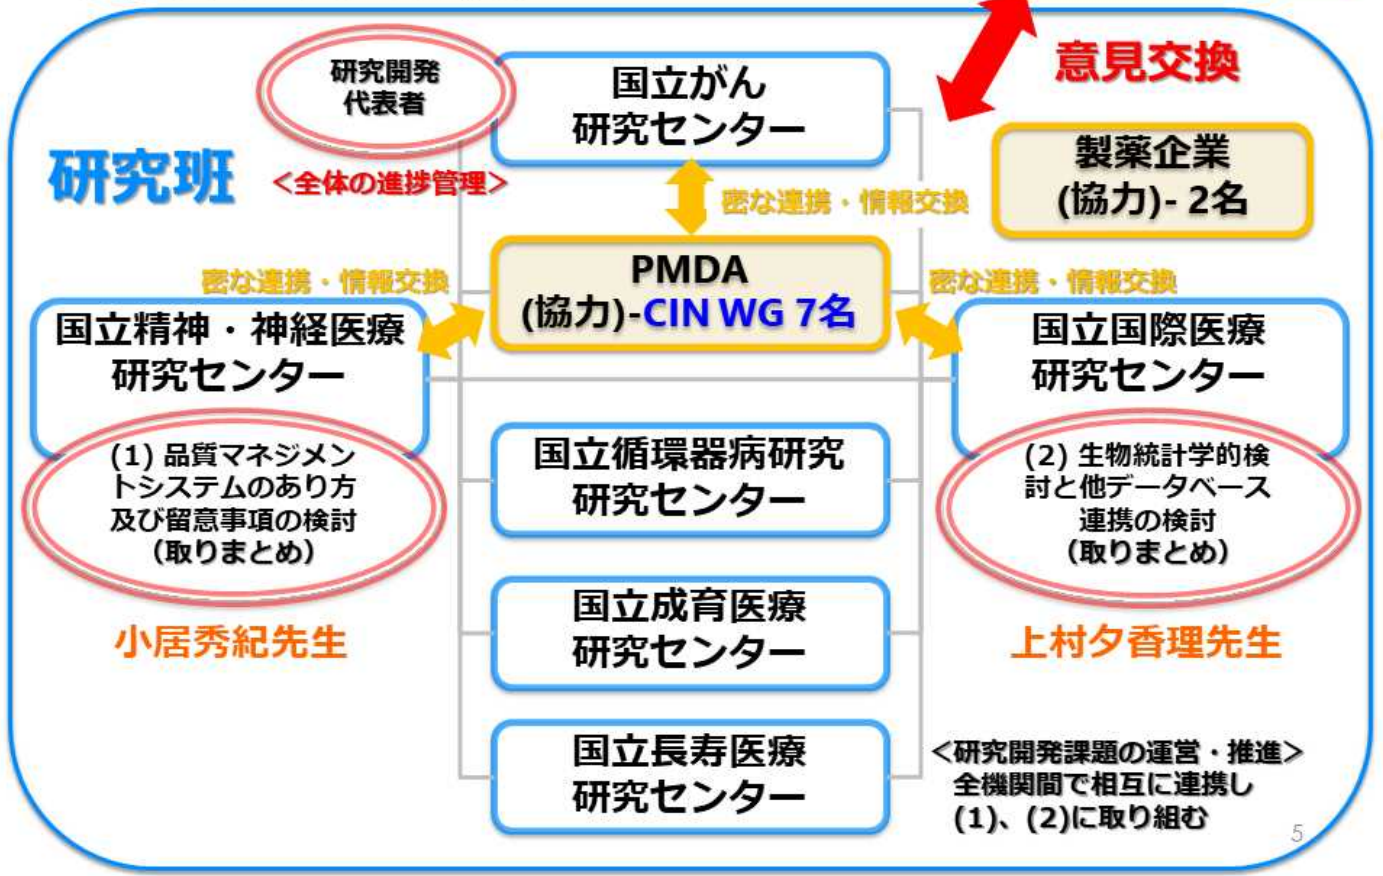 意見交換
研究開発
代表者
国立がん
研究センター
製薬企業
(協力)- 2名
研究班
<全体の進捗管理>
密な連携・情報交換
PMDA
(協力)-CIN WG 7名
密な連携・情報交換
密な連携・情報交換
国立精神・神経医療
研究センター
国立国際医療
研究センター
(1) 品質マネジメン
トシステムのあり方
及び留意事項の検討
（取りまとめ）
国立循環器病研究
研究センター
(2) 生物統計学的検
討と他データベース
連携の検討
（取りまとめ）
小居秀紀先生
国立成育医療
研究センター
上村夕香理先生
国立長寿医療
研究センター
<研究開発課題の運営・推進>
全機関間で相互に連携し
(1)、(2)に取り組む
5